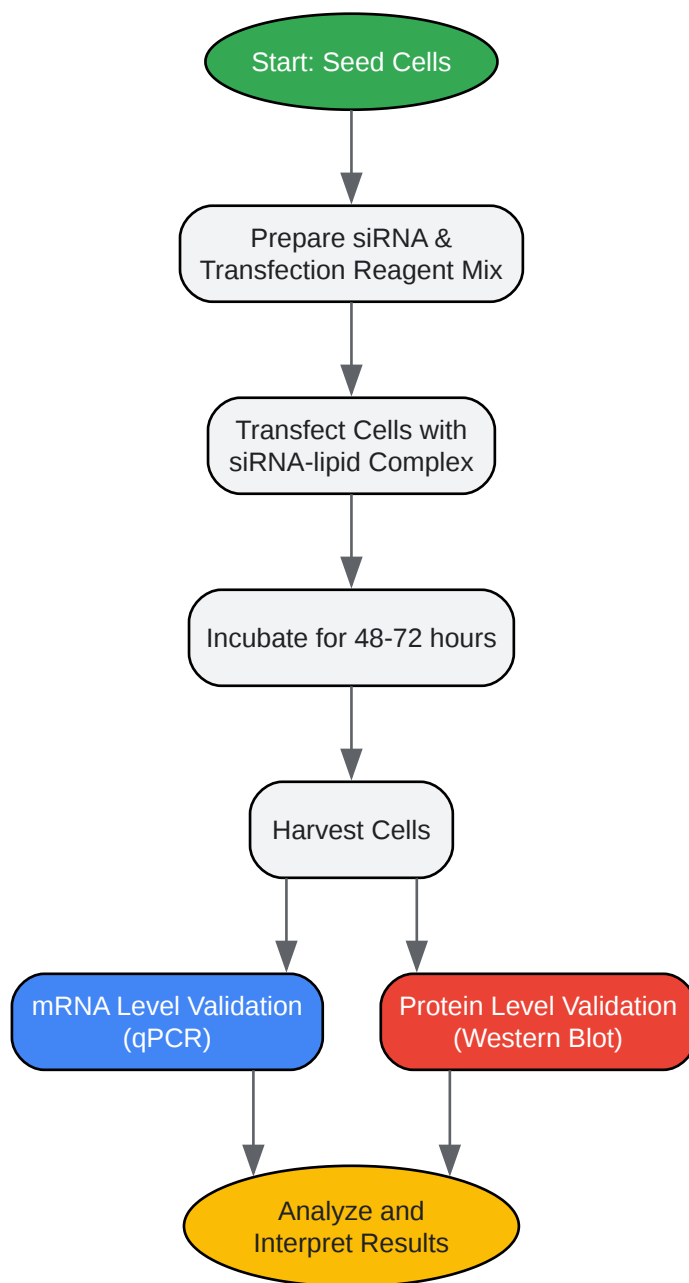 Start: Seed Cells
Prepare siRNA &
Transfection Reagent Mix
Transfect Cells with
siRNA-lipid Complex
Incubate for 48-72 hours
Harvest Cells
mRNA Level Validation
(qPCR)
Protein Level Validation
(Western Blot)
Analyze and
Interpret Results